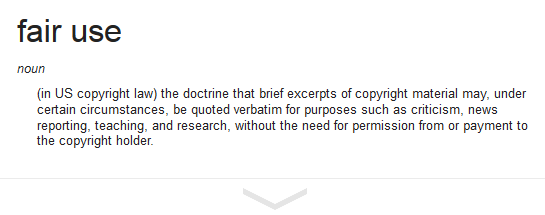 fair use
noun
(in US copyright law) the doctrine that brief excerpts of copyright material may, under
certain circumstances, be quoted verbatim for purposes such as criticism, news
reporting, teaching, and research, without the need for permission from or payment to
the copyright holder.